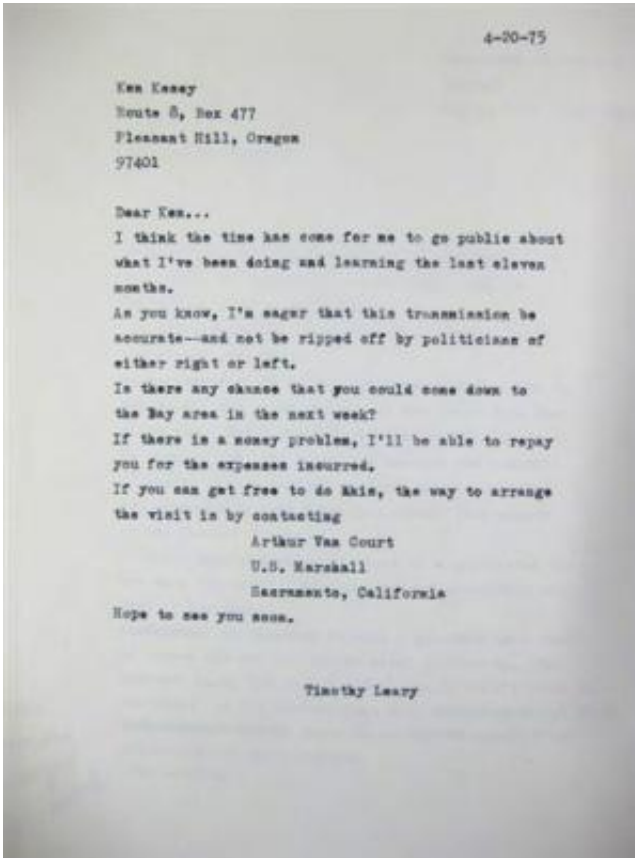 4-20-75
Ken Kesey
Route 8, Box 477
Pleasant Hill, Oregon
97401
Dear Ken...
I think the time has come for me to go public about
what I've been doing and learning the last eleven
months.
As you know, I'm eager that this transmission be
accurate--and not be ripped off by politicians of
either right or left.
Is there any chance that you could come down to
the Bay area in the next week?
If there is a money problem, I'll be able to repay
you for the expenses incurred.
If you can get free to do this, the way to arrange
the visit is by contacting
Arthur Van Court
U.S. Marshall
Sacramento, California
Hope to see you soon.
Timothy Leary